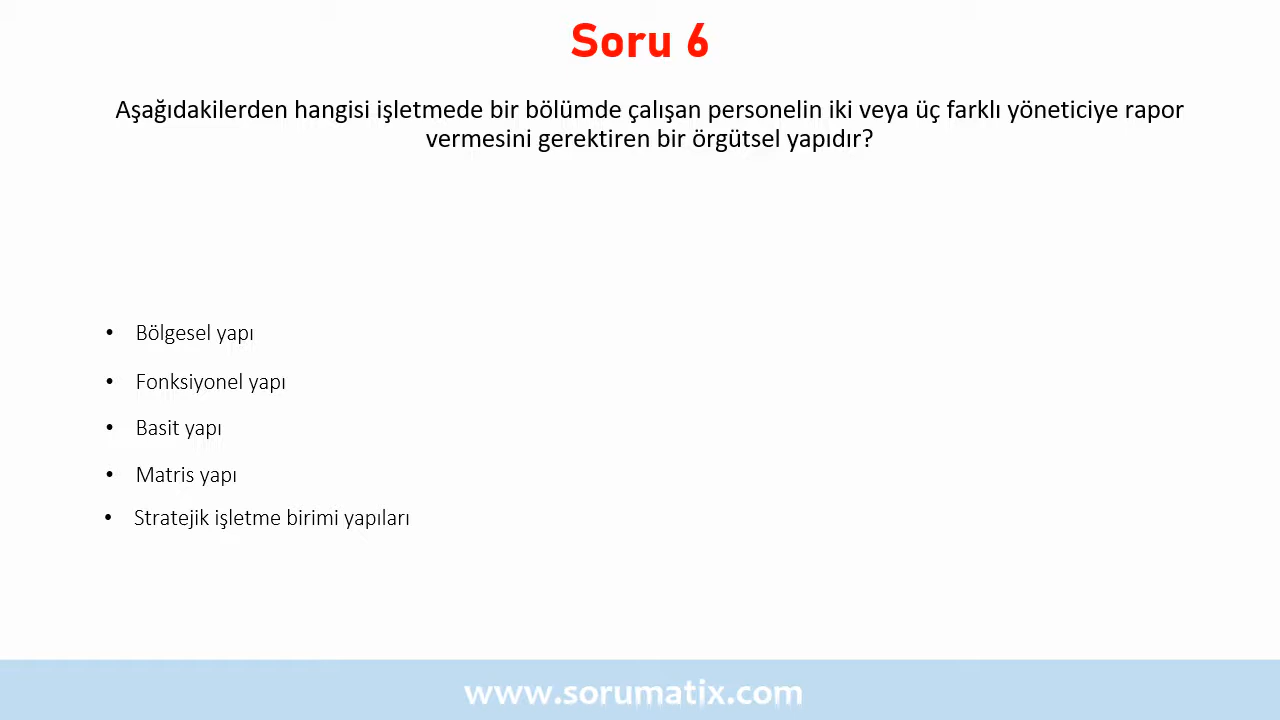 Soru 6
Aşağıdakilerden hangisi işletmede bir bölümde çalışan personelin iki veya üç farklı yöneticiye rapor
vermesini gerektiren bir örgütsel yapıdır?
• Bölgesel yapı
• Fonksiyonel yapı
• Basit yapı
• Matris yapı
• Stratejik işletme birimi yapıları
www.sorumatix.com